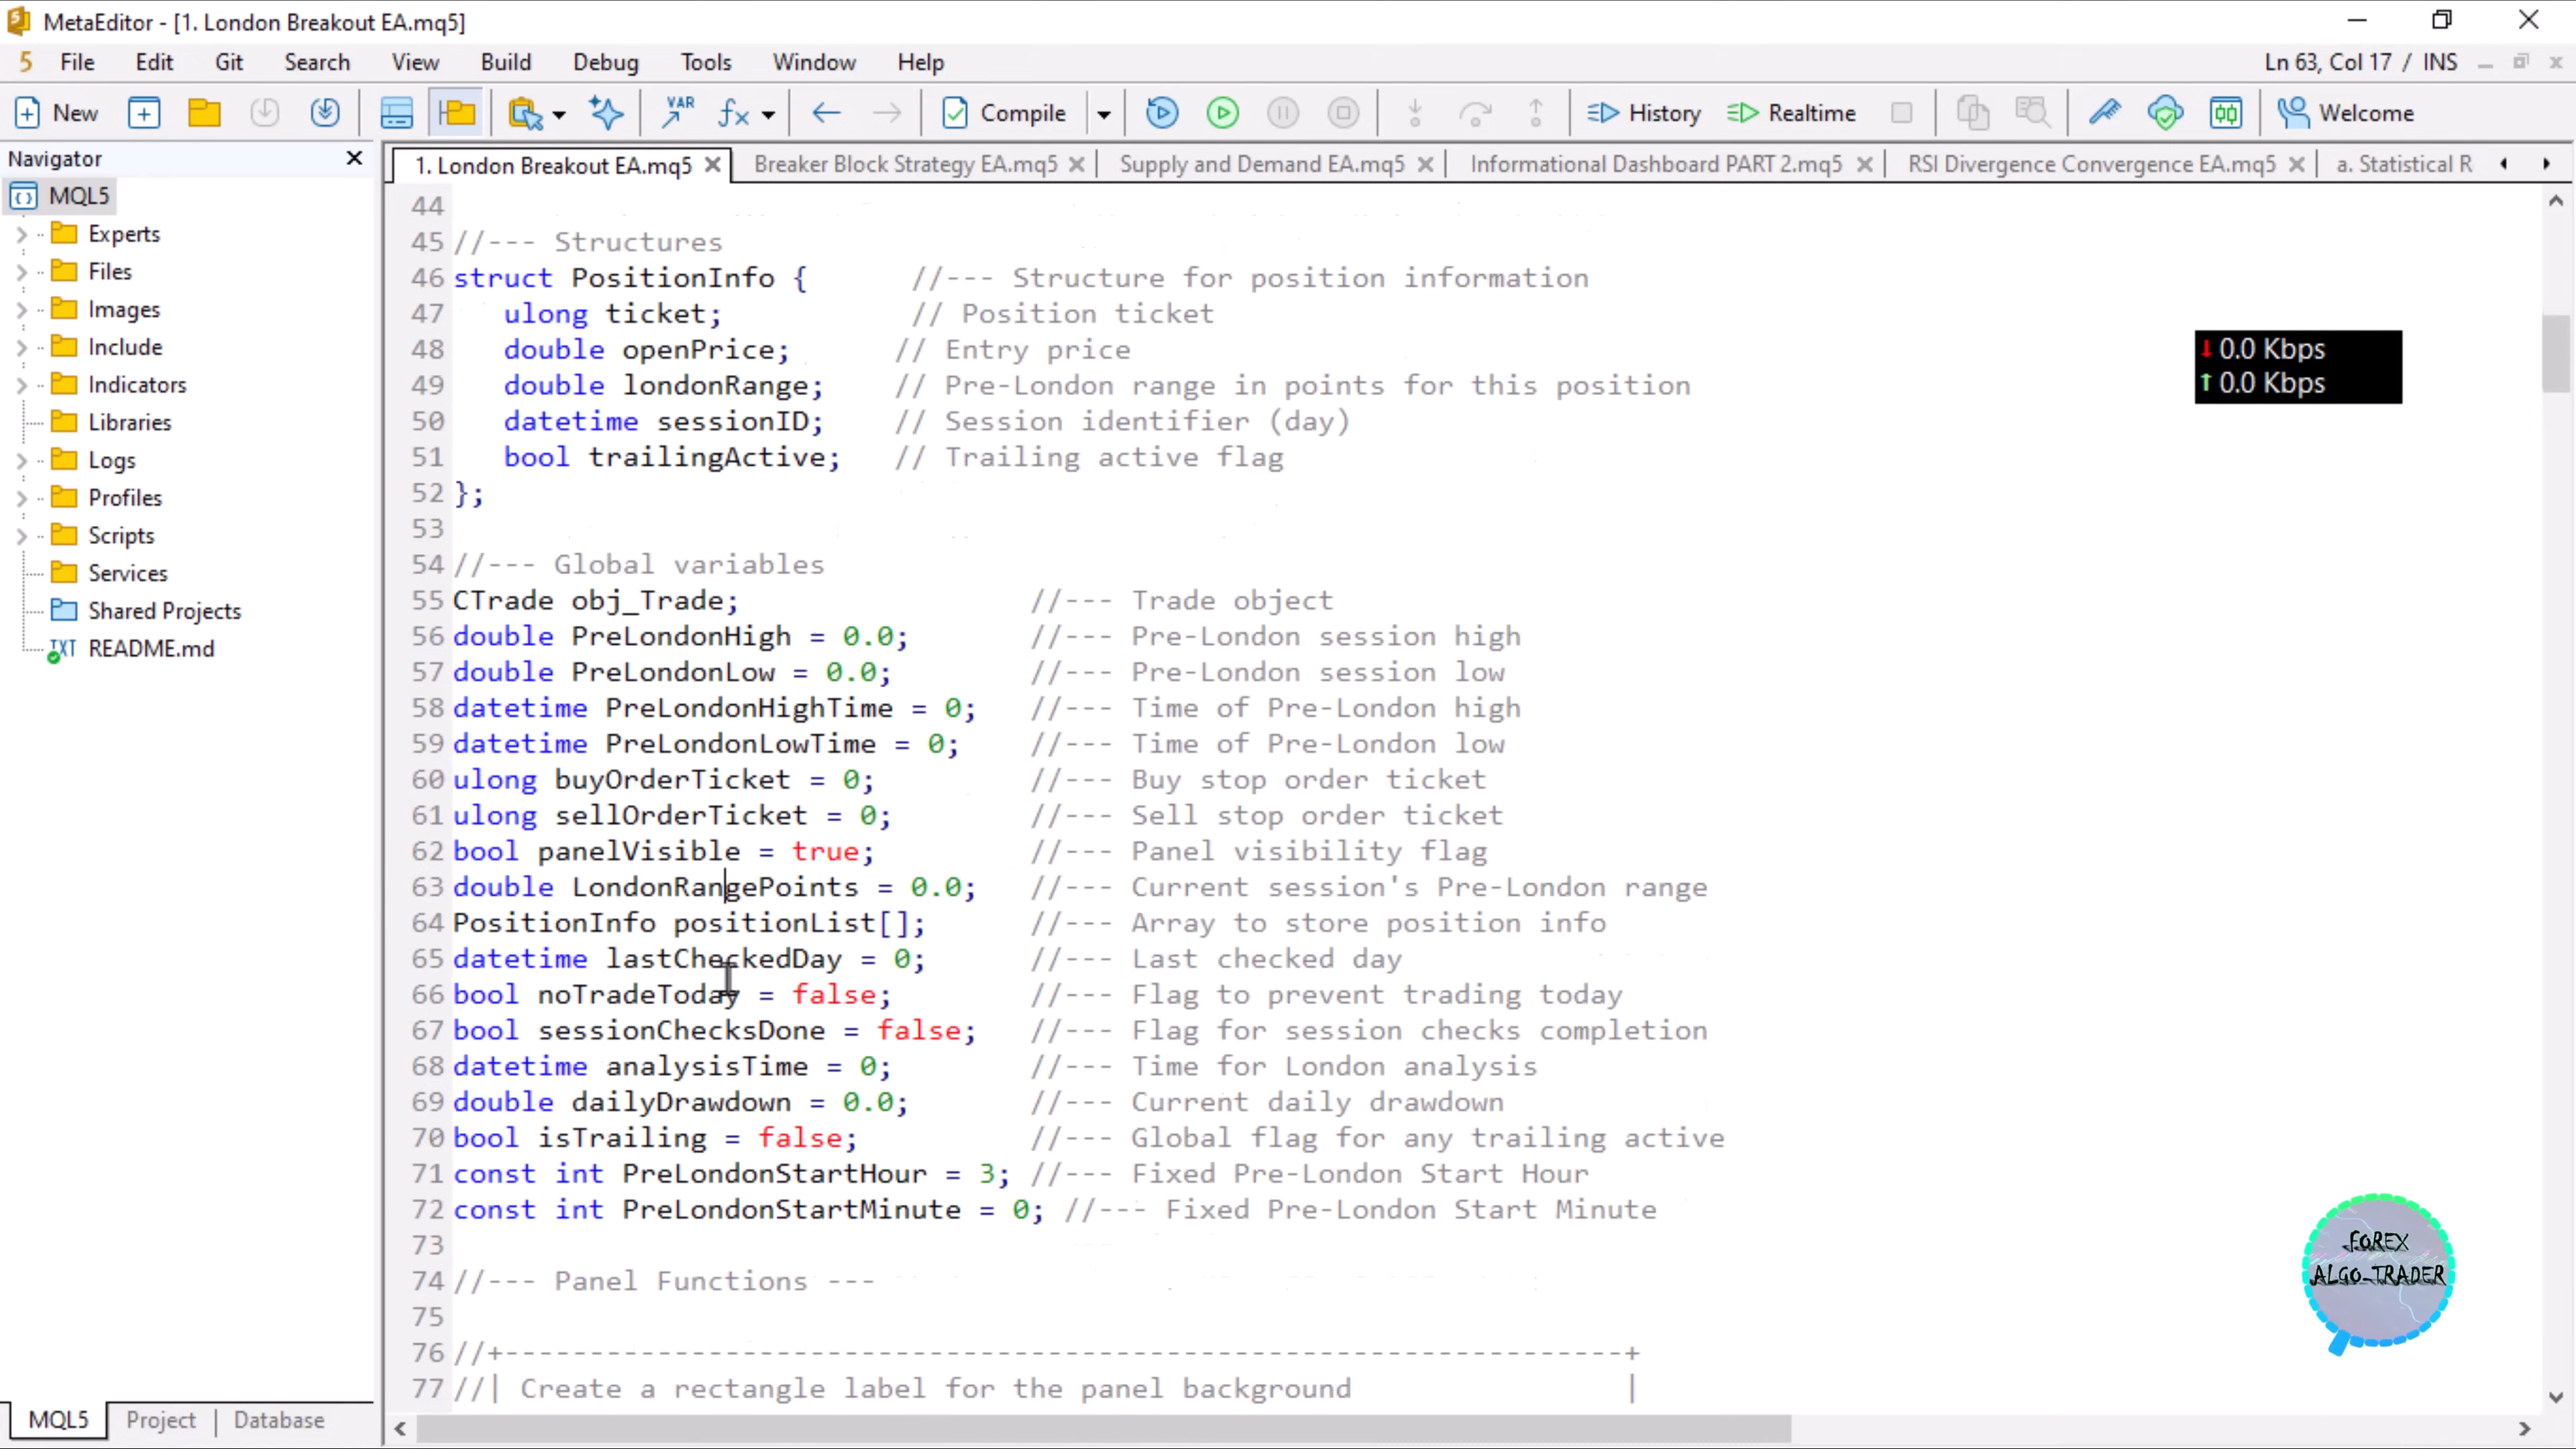 MetaEditor - [1. London Breakout EA.mq5]
5 File Edit Git Search View Build Debug Tools Window Help Ln 63, Col 17 / INS
New VAR fx Compile History Realtime Welcome
Navigator
1. London Breakout EA.mq5 Breaker Block Strategy EA.mq5 Supply and Demand EA.mq5 Informational Dashboard PART 2.mq5 RSI Divergence Convergence EA.mq5 a. Statistical R
MQL5
Experts
Files
Images
Include
Indicators
Libraries
Logs
Profiles
Scripts
Services
Shared Projects
TXT README.md
44
45 //--- Structures
46 struct PositionInfo { //--- Structure for position information
47 ulong ticket; // Position ticket
48 double openPrice; // Entry price
49 double londonRange; // Pre-London range in points for this position
50 datetime sessionID; // Session identifier (day)
51 bool trailingActive; // Trailing active flag
52 };
53
54 //--- Global variables
55 CTrade obj_Trade; //--- Trade object
56 double PreLondonHigh = 0.0; //--- Pre-London session high
57 double PreLondonLow = 0.0; //--- Pre-London session low
58 datetime PreLondonHighTime = 0; //--- Time of Pre-London high
59 datetime PreLondonLowTime = 0; //--- Time of Pre-London low
60 ulong buyOrderTicket = 0; //--- Buy stop order ticket
61 ulong sellOrderTicket = 0; //--- Sell stop order ticket
62 bool panelVisible = true; //--- Panel visibility flag
63 double LondonRangePoints = 0.0; //--- Current session's Pre-London range
64 PositionInfo positionList[]; //--- Array to store position info
65 datetime lastCheckedDay = 0; //--- Last checked day
66 bool noTradeToday = false; //--- Flag to prevent trading today
67 bool sessionChecksDone = false; //--- Flag for session checks completion
68 datetime analysisTime = 0; //--- Time for London analysis
69 double dailyDrawdown = 0.0; //--- Current daily drawdown
70 bool isTrailing = false; //--- Global flag for any trailing active
71 const int PreLondonStartHour = 3; //--- Fixed Pre-London Start Hour
72 const int PreLondonStartMinute = 0; //--- Fixed Pre-London Start Minute
73
74 //--- Panel Functions ---
75
76 //+------------------------------------------------------------------+
77 //| Create a rectangle label for the panel background |
0.0 Kbps
0.0 Kbps
FOREX
ALGO-TRADER
MQL5 Project Database